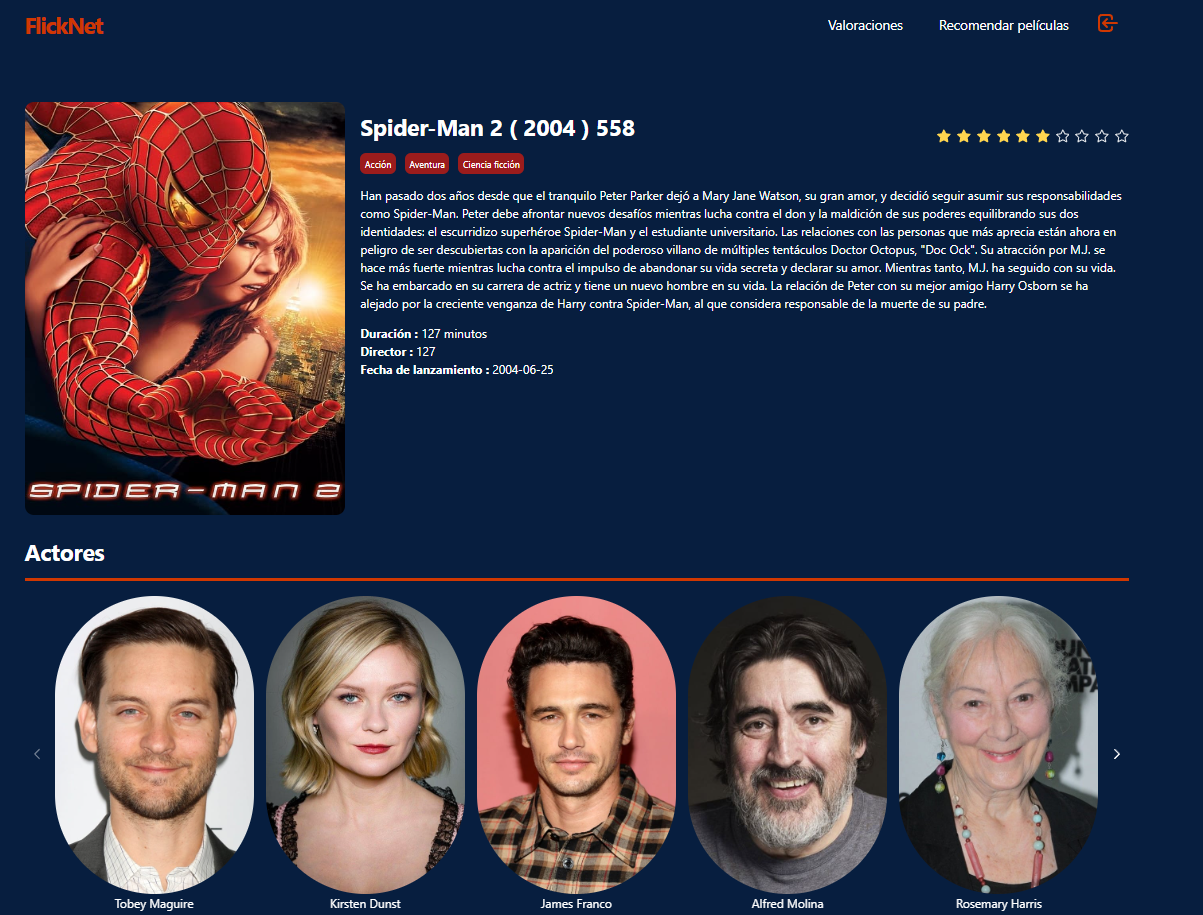 FlickNet
Valoraciones
Recomendar películas
Spider-Man 2 ( 2004 ) 558
Acción
Aventura
Ciencia ficción
Han pasado dos años desde que el tranquilo Peter Parker dejó a Mary Jane Watson, su gran amor, y decidió seguir asumir sus responsabilidades
como Spider-Man. Peter debe afrontar nuevos desafíos mientras lucha contra el don y la maldición de sus poderes equilibrando sus dos
identidades: el escurridizo superhéroe Spider-Man y el estudiante universitario. Las relaciones con las personas que más aprecia están ahora en
peligro de ser descubiertas con la aparición del poderoso villano de múltiples tentáculos Doctor Octopus, "Doc Ock". Su atracción por M.J. se
hace más fuerte mientras lucha contra el impulso de abandonar su vida secreta y declarar su amor. Mientras tanto, M.J. ha seguido con su vida.
Se ha embarcado en su carrera de actriz y tiene un nuevo hombre en su vida. La relación de Peter con su mejor amigo Harry Osborn se ha
alejado por la creciente venganza de Harry contra Spider-Man, al que considera responsable de la muerte de su padre.
Duración : 127 minutos
Director : 127
Fecha de lanzamiento : 2004-06-25
SPIDER-MAN 2
Actores
Tobey Maguire
Kirsten Dunst
James Franco
Alfred Molina
Rosemary Harris